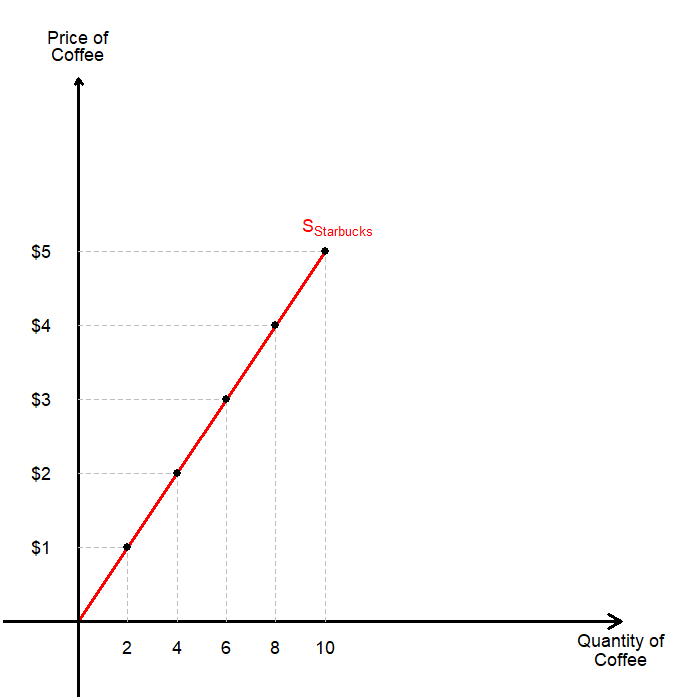 Price of
Coffee
S_Starbucks
$5
$4
$3
$2
$1
2 4 6 8 10
Quantity of
Coffee